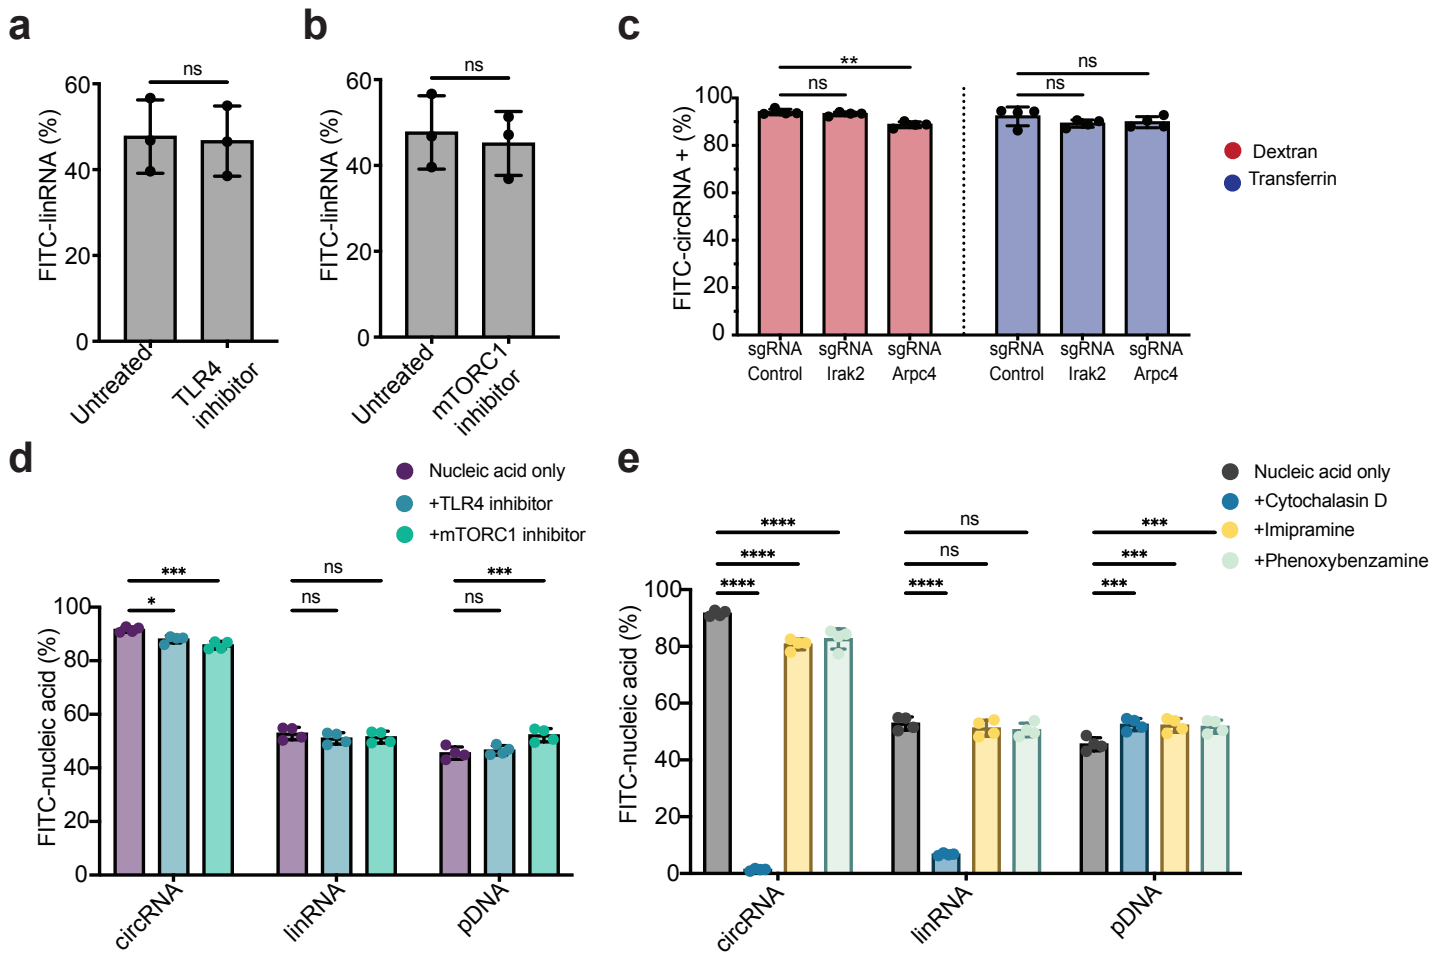 a
ns
FITC-linRNA (%)
60
40
20
0
Untreated
TLR4
inhibitor
b
ns
FITC-linRNA (%)
60
40
20
0
Untreated
mTORC1
inhibitor
c
**
ns
ns
ns
FITC-circRNA + (%)
100
80
60
40
20
0
sgRNA
Control
sgRNA
Irak2
sgRNA
Arpc4
sgRNA
Control
sgRNA
Irak2
sgRNA
Arpc4
Dextran
Transferrin
d
Nucleic acid only
+TLR4 inhibitor
+mTORC1 inhibitor
***
*
ns
ns
***
ns
FITC-nucleic acid (%)
100
80
60
40
20
0
circRNA
linRNA
pDNA
e
Nucleic acid only
+Cytochalasin D
+Imipramine
+Phenoxybenzamine
****
****
****
ns
ns
****
***
***
***
FITC-nucleic acid (%)
100
80
60
40
20
0
circRNA
linRNA
pDNA